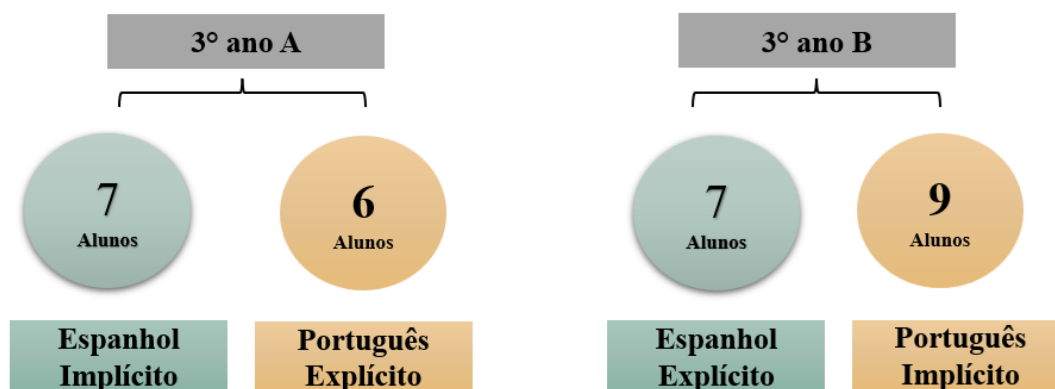 3° ano A
7
Alunos
Espanhol
Implícito
6
Alunos
Português
Explícito
3° ano B
7
Alunos
Espanhol
Explícito
9
Alunos
Português
Implícito